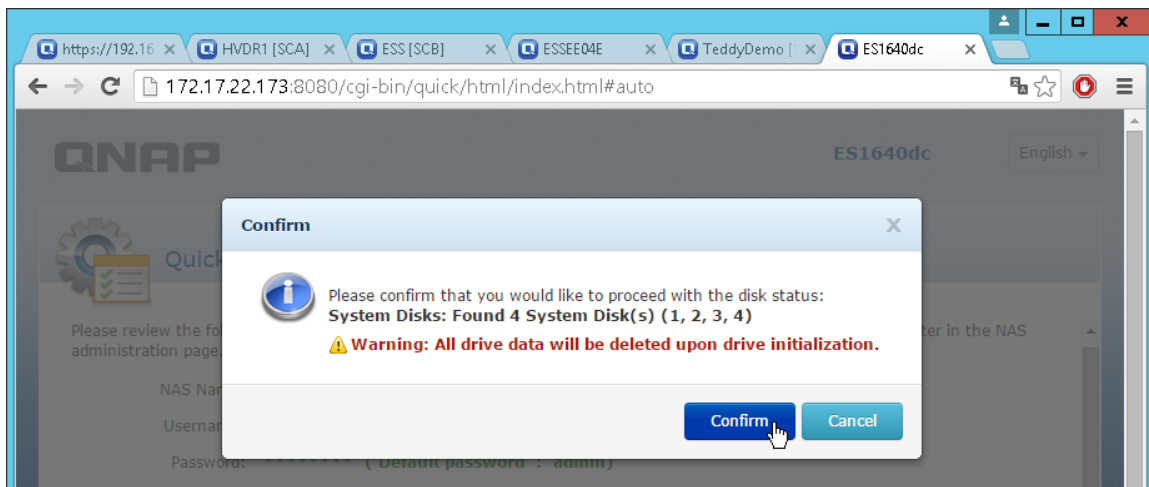 https://192.16
HVDR1 [SCA]
ESS [SCB]
ESSEE04E
TeddyDemo [
ES1640dc
172.17.22.173:8080/cgi-bin/quick/html/index.html#auto
QNAP
ES1640dc
English
Confirm
X
Quick
Please confirm that you would like to proceed with the disk status:
System Disks: Found 4 System Disk(s) (1, 2, 3, 4)
Warning: All drive data will be deleted upon drive initialization.
Please review the fo
ter in the NAS
administration page.
NAS Nar
Confirm
Cancel
Usernar
Password: ******** ( Default password : admin)